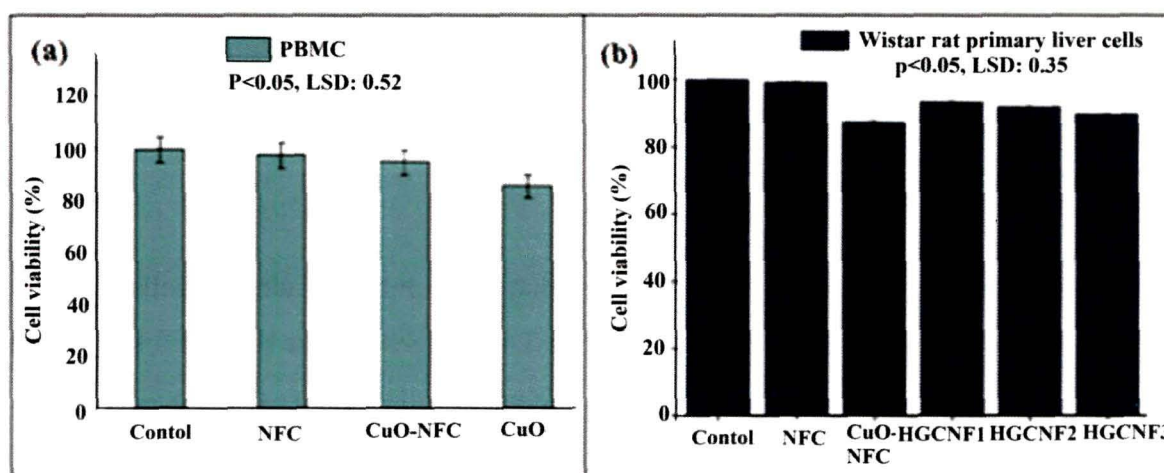 (a)
PBMC
P<0.05, LSD: 0.52
Cell viability (%)
120
100
80
60
40
20
0
Contol NFC CuO-NFC CuO
(b)
Wistar rat primary liver cells
p<0.05, LSD: 0.35
Cell viability (%)
100
80
60
40
20
0
Contol NFC CuO- HGCNF1 HGCNF2 HGCNF3
NFC